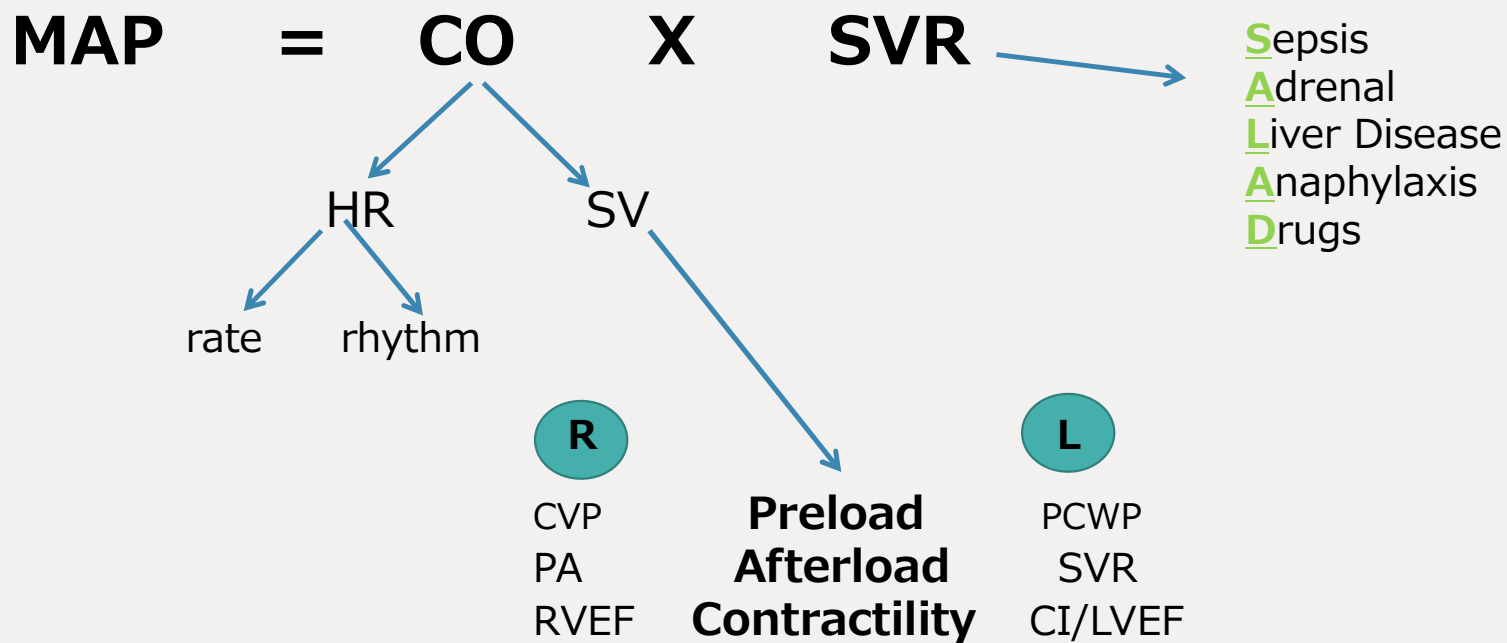 MAP = CO X SVR
Sepsis
Adrenal
Liver Disease
Anaphylaxis
Drugs
HR SV
rate rhythm
R L
CVP Preload PCWP
PA Afterload SVR
RVEF Contractility CI/LVEF